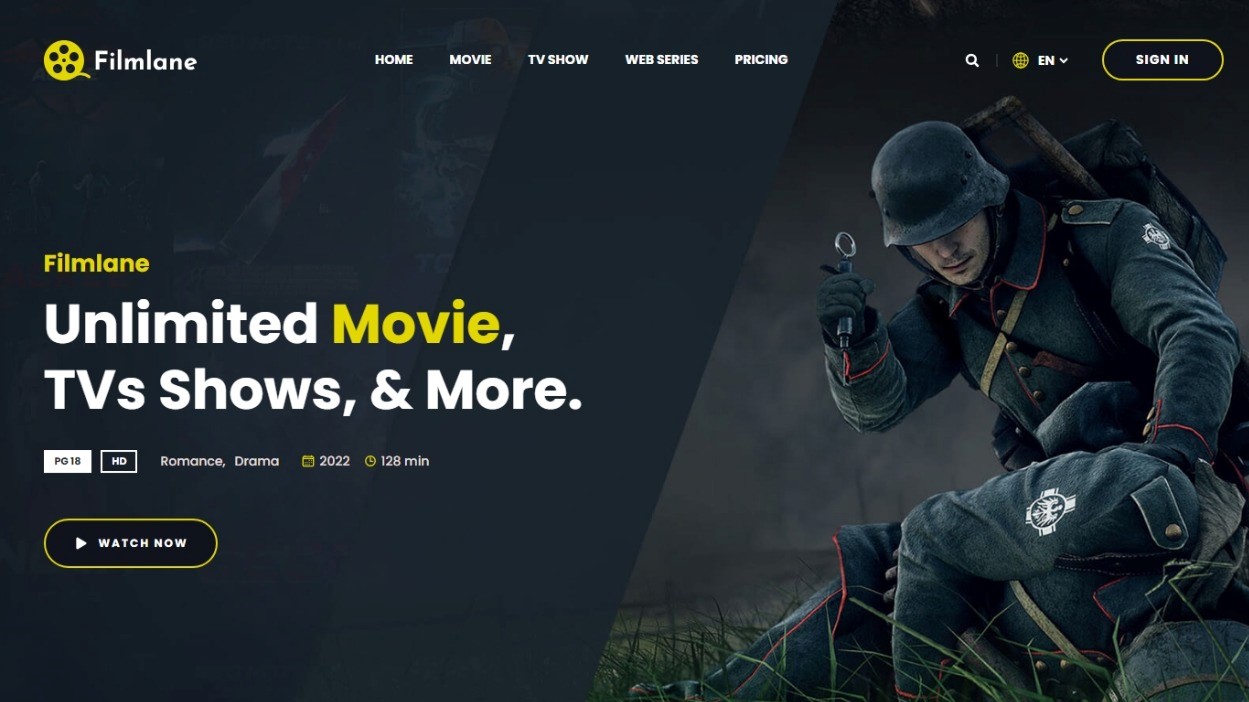 Filmlane
HOME MOVIE TV SHOW WEB SERIES PRICING
EN
SIGN IN
Filmlane
Unlimited Movie,
TVs Shows, & More.
PG 18 HD Romance, Drama 2022 128 min
WATCH NOW